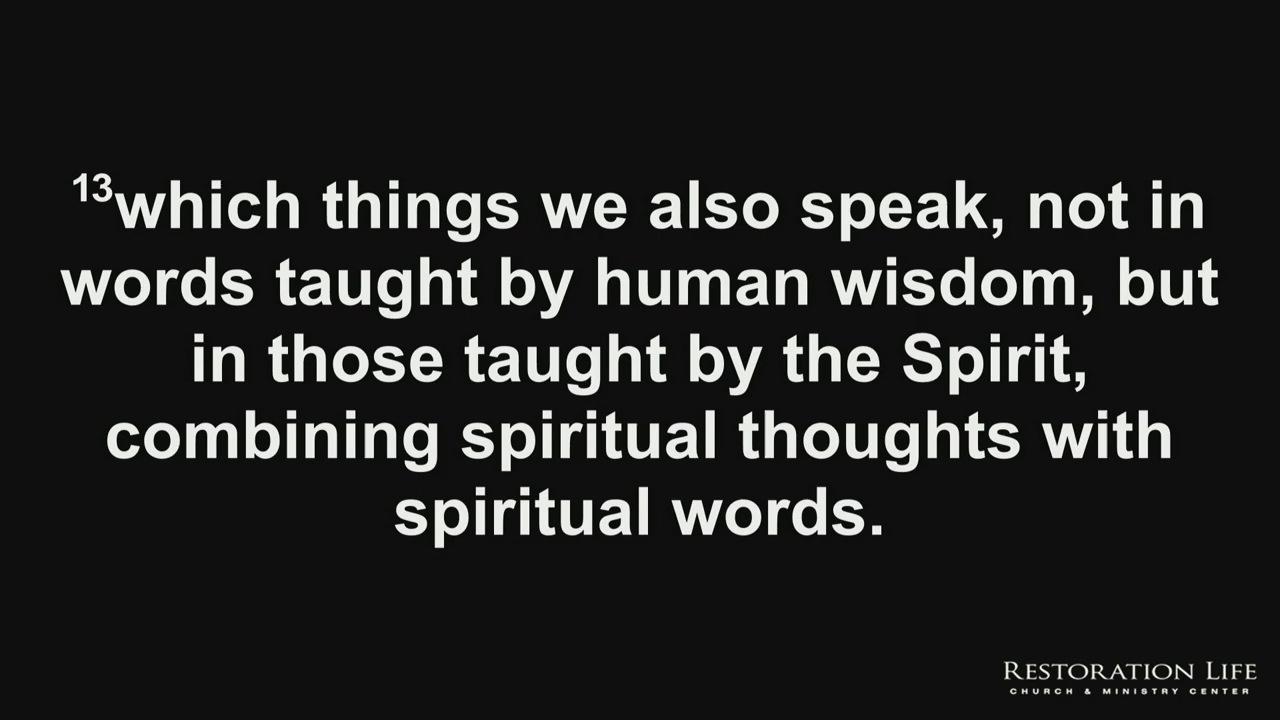 13which things we also speak, not in
words taught by human wisdom, but
in those taught by the Spirit,
combining spiritual thoughts with
spiritual words.
RESTORATION LIFE
CHURCH & MINISTRY CENTER